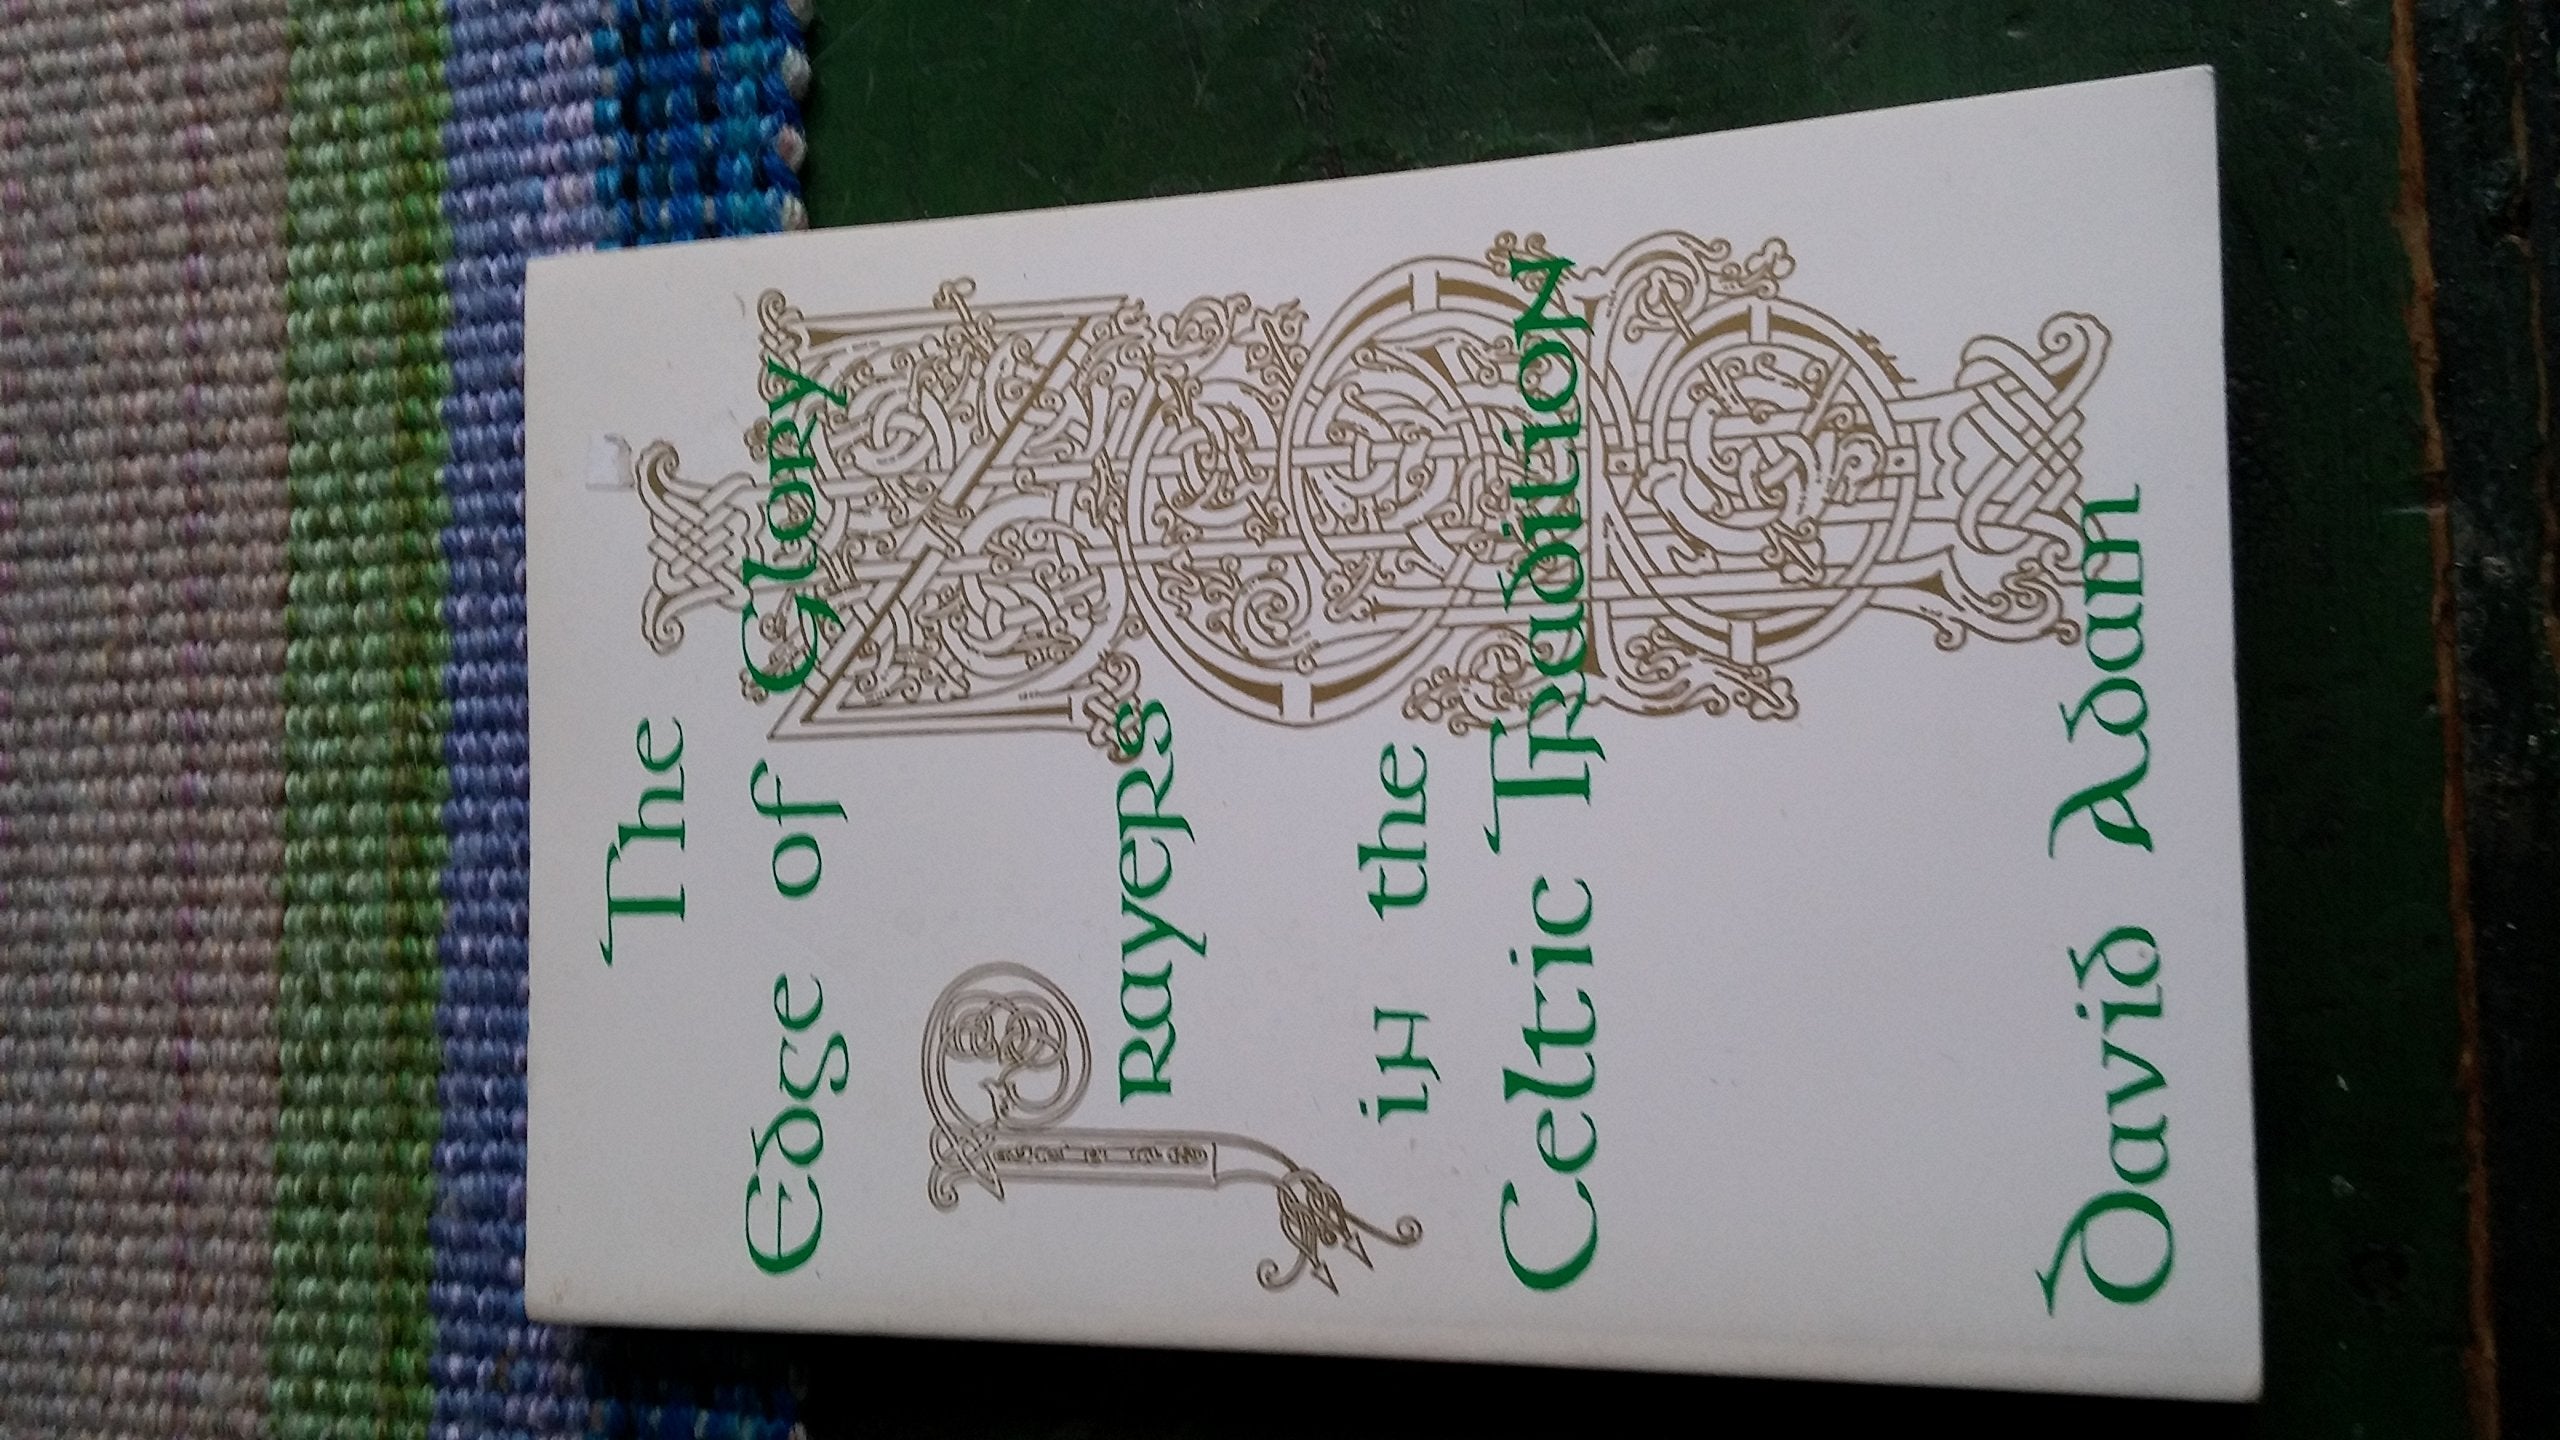 The
Edge of Glory
Prayers
in the
Celtic Tradition
David Adam